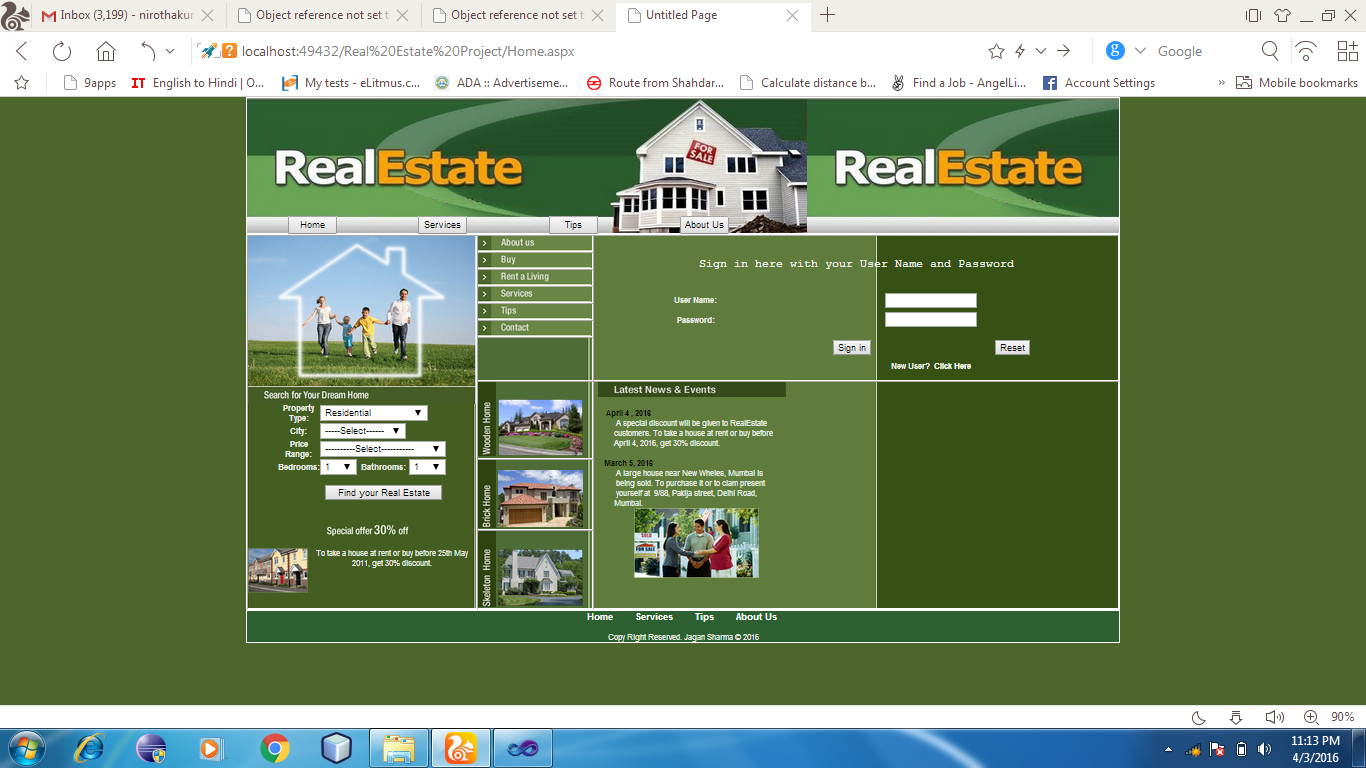 Inbox (3,199) - nirothakur
Object reference not set t
Object reference not set t
Untitled Page
localhost:49432/Real%20Estate%20Project/Home.aspx
g
Google
9apps
IT English to Hindi | O...
My tests - eLitmus.c...
ADA :: Advertiseme...
Route from Shahdar...
Calculate distance b...
Find a Job - AngelLi...
Account Settings
»
Mobile bookmarks
RealEstate
FOR SALE
RealEstate
Home
Services
Tips
About Us
About us
Buy
Rent a Living
Services
Tips
Contact
Sign in here with your User Name and Password
User Name:
Password:
Sign in
Reset
New User? Click Here
Search for Your Dream Home
Property Type:
Residential
City:
-----Select------
Price Range:
----------Select-----------
Bedrooms: 1
Bathrooms: 1
Find your Real Estate
Special offer 30% off
To take a house at rent or buy before 25th May
2011, get 30% discount.
Wooden Home
Brick Home
Skeleton Home
Latest News & Events
April 4 , 2016
A special discount will be given to RealEstate
customers. To take a house at rent or buy before
April 4, 2016, get 30% discount.
March 5, 2016
A large house near New Wheles, Mumbai is
being sold. To purchase it or to clam present
yourself at 9/88, Pakija street, Delhi Road,
Mumbai.
SOLD
FOR SALE
Home
Services
Tips
About Us
Copy Right Reserved. Jagan Sharma © 2016
90%
11:13 PM
4/3/2016